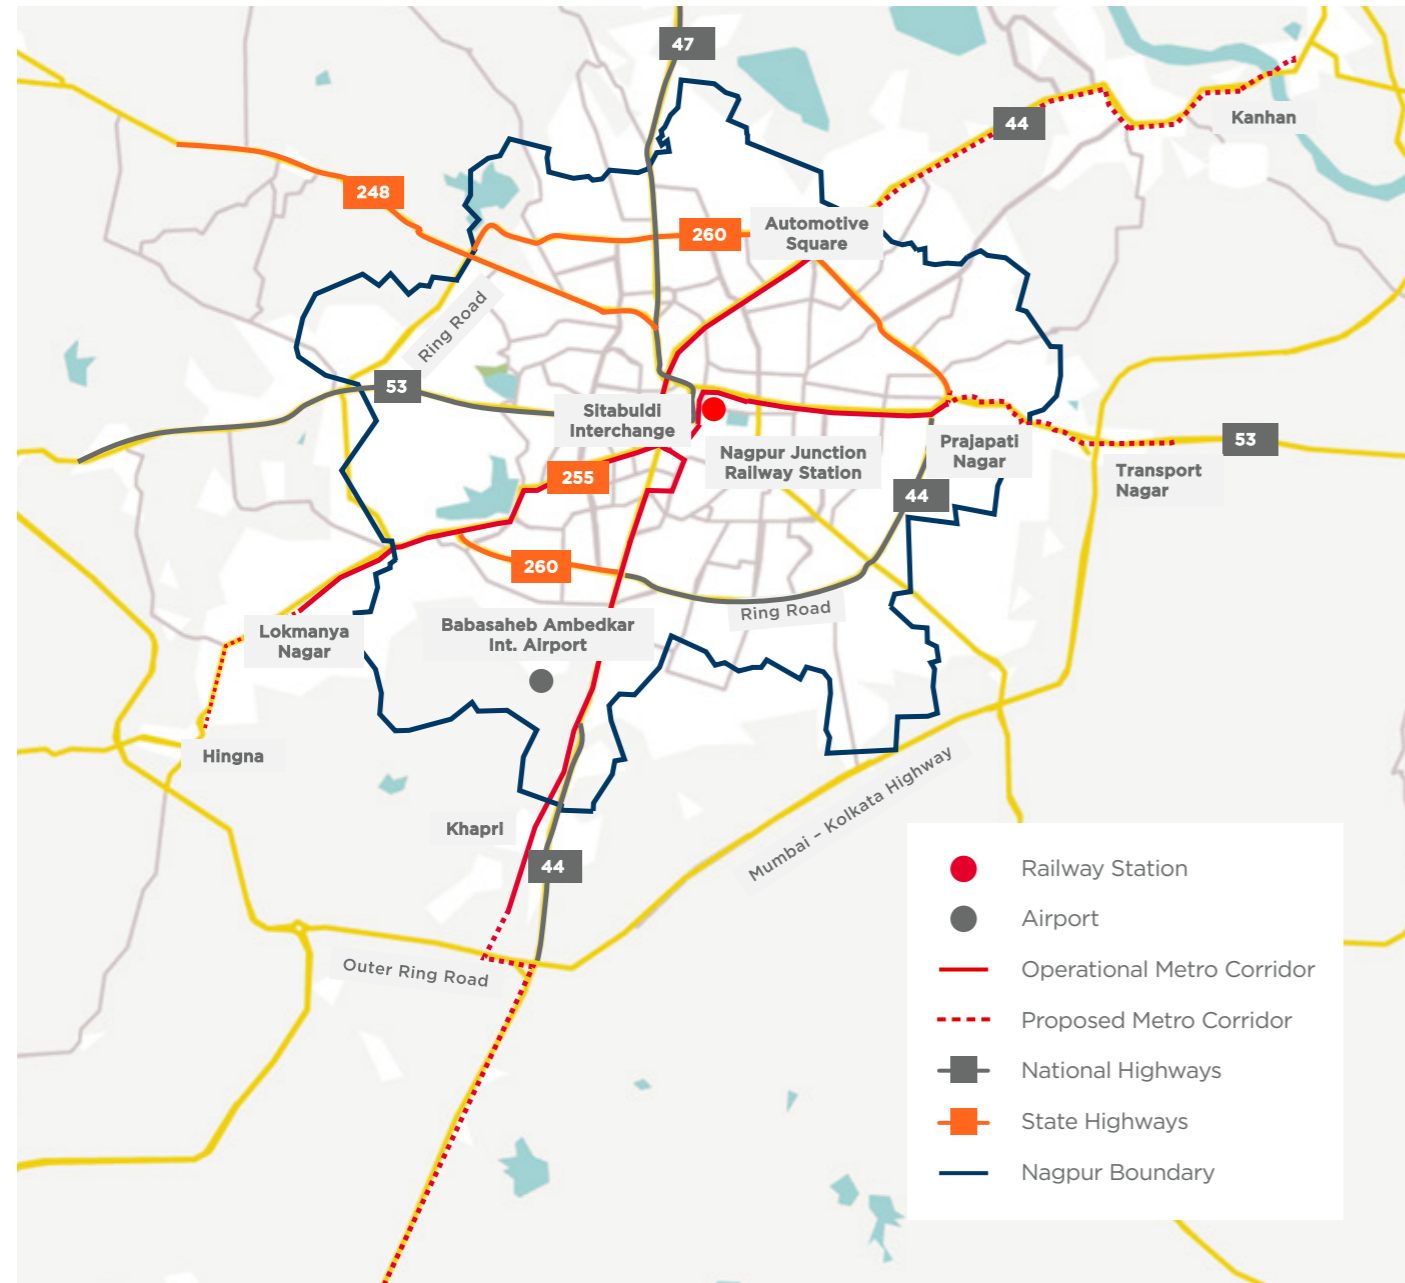 47
44
Kanhan
248
260
Automotive
Square
Ring Road
53
Sitabuldi
Interchange
Nagpur Junction
Railway Station
Prajapati
Nagar
53
Transport
Nagar
255
44
260
Ring Road
Lokmanya
Nagar
Babasaheb Ambedkar
Int. Airport
Hingna
Khapri
44
Mumbai – Kolkata Highway
Outer Ring Road
Railway Station
Airport
Operational Metro Corridor
Proposed Metro Corridor
National Highways
State Highways
Nagpur Boundary